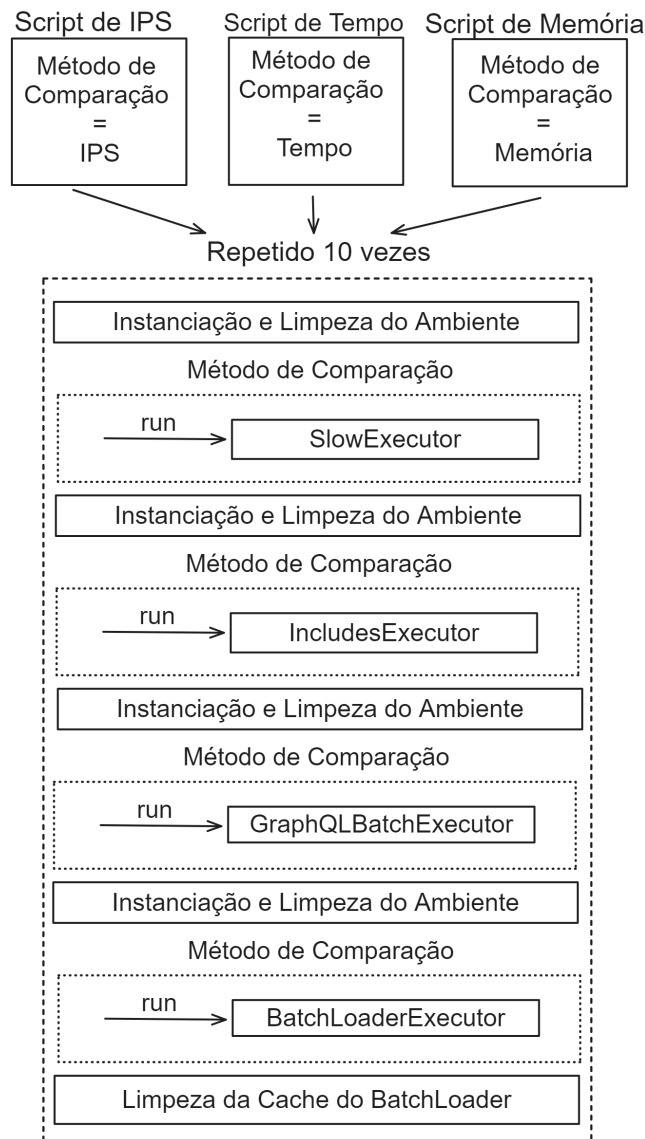 Script de IPS
Script de Tempo
Script de Memória
Método de
Comparação
=
IPS
Método de
Comparação
=
Tempo
Método de
Comparação
=
Memória
Repetido 10 vezes
Instanciação e Limpeza do Ambiente
Método de Comparação
run
SlowExecutor
Instanciação e Limpeza do Ambiente
Método de Comparação
run
IncludesExecutor
Instanciação e Limpeza do Ambiente
Método de Comparação
run
GraphQLBatchExecutor
Instanciação e Limpeza do Ambiente
Método de Comparação
run
BatchLoaderExecutor
Limpeza da Cache do BatchLoader